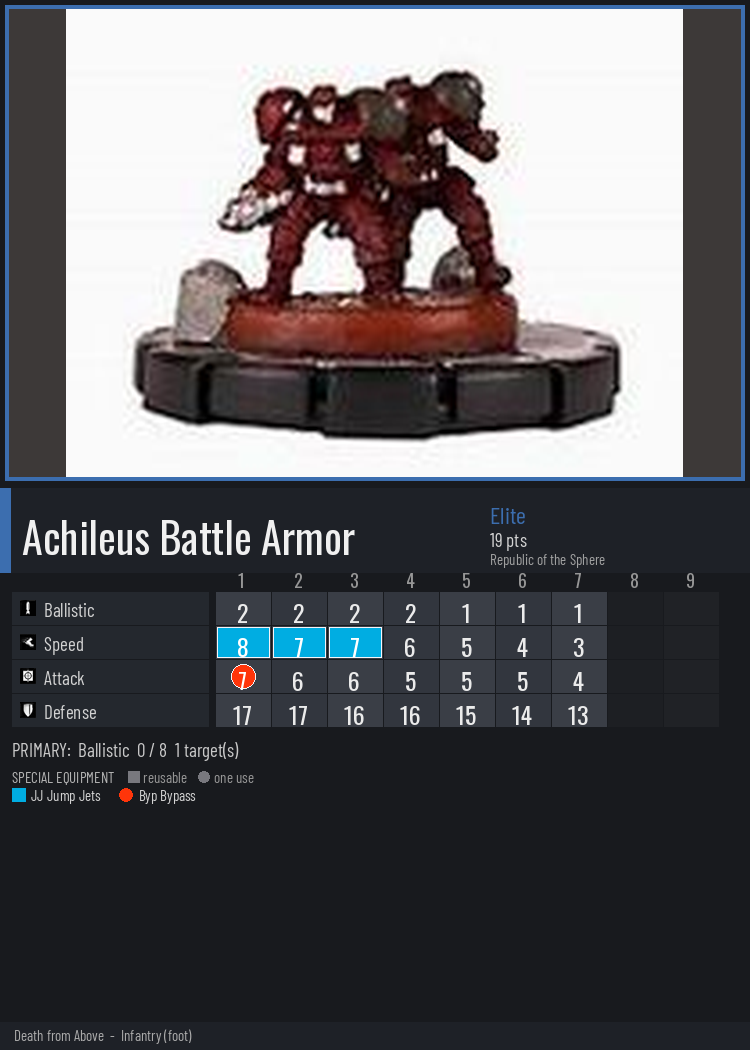 Achileus Battle Armor
Elite
19 pts
Republic of the Sphere
1 2 3 4 5 6 7 8 9
Ballistic 2 2 2 2 1 1 1
Speed 8 7 7 6 5 4 3
Attack 7 6 6 5 5 5 4
Defense 17 17 16 16 15 14 13
PRIMARY: Ballistic 0 / 8 1 target(s)
SPECIAL EQUIPMENT reusable one use
JJ Jump Jets Byp Bypass
Death from Above - Infantry (foot)